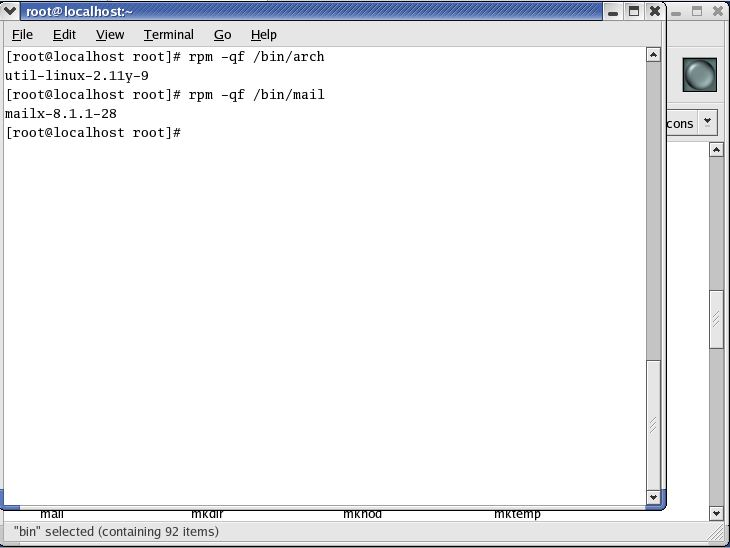 root@localhost:~
File Edit View Terminal Go Help
[root@localhost root]# rpm -qf /bin/arch
util-linux-2.11y-9
[root@localhost root]# rpm -qf /bin/mail
mailx-8.1.1-28
[root@localhost root]#
cons
mail mkdir mknod mktemp
"bin" selected (containing 92 items)